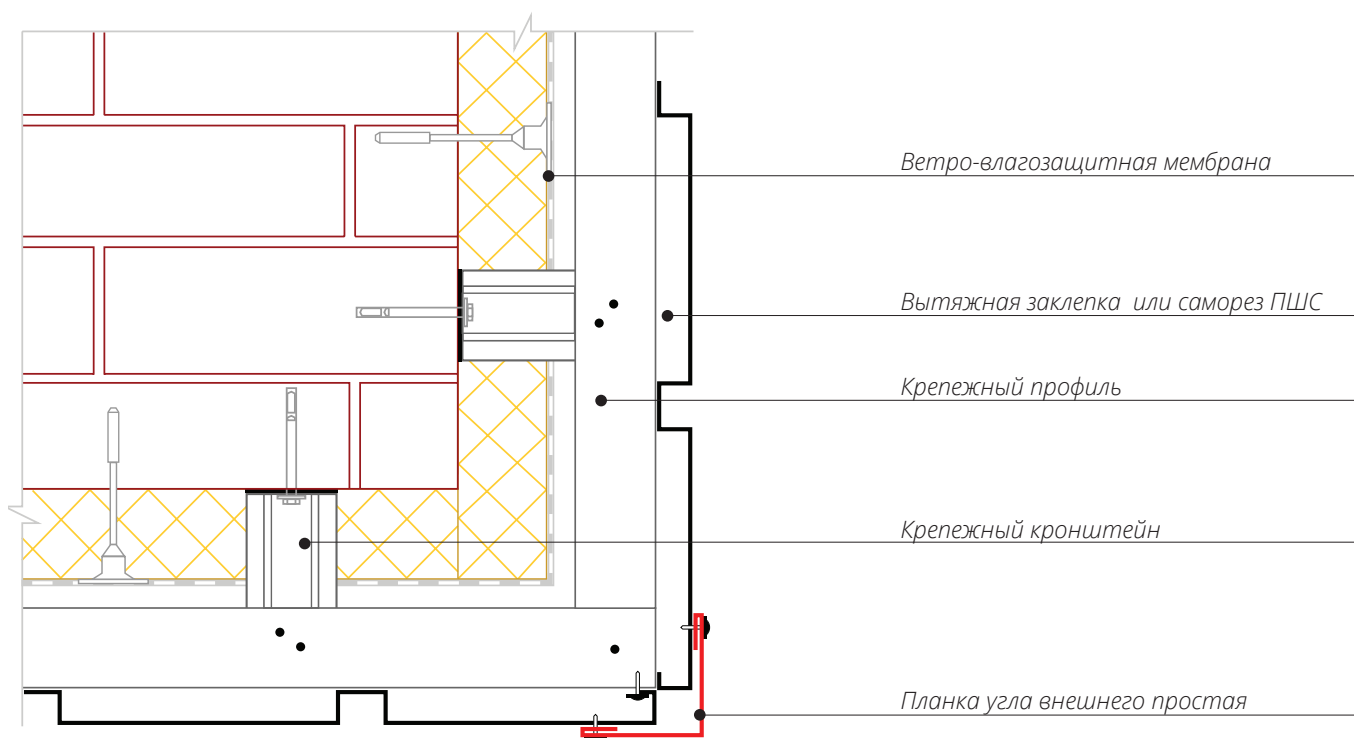 Ветро-влагозащитная мембрана
Вытяжная заклепка или саморез ПШС
Крепежный профиль
Крепежный кронштейн
Планка угла внешнего простая